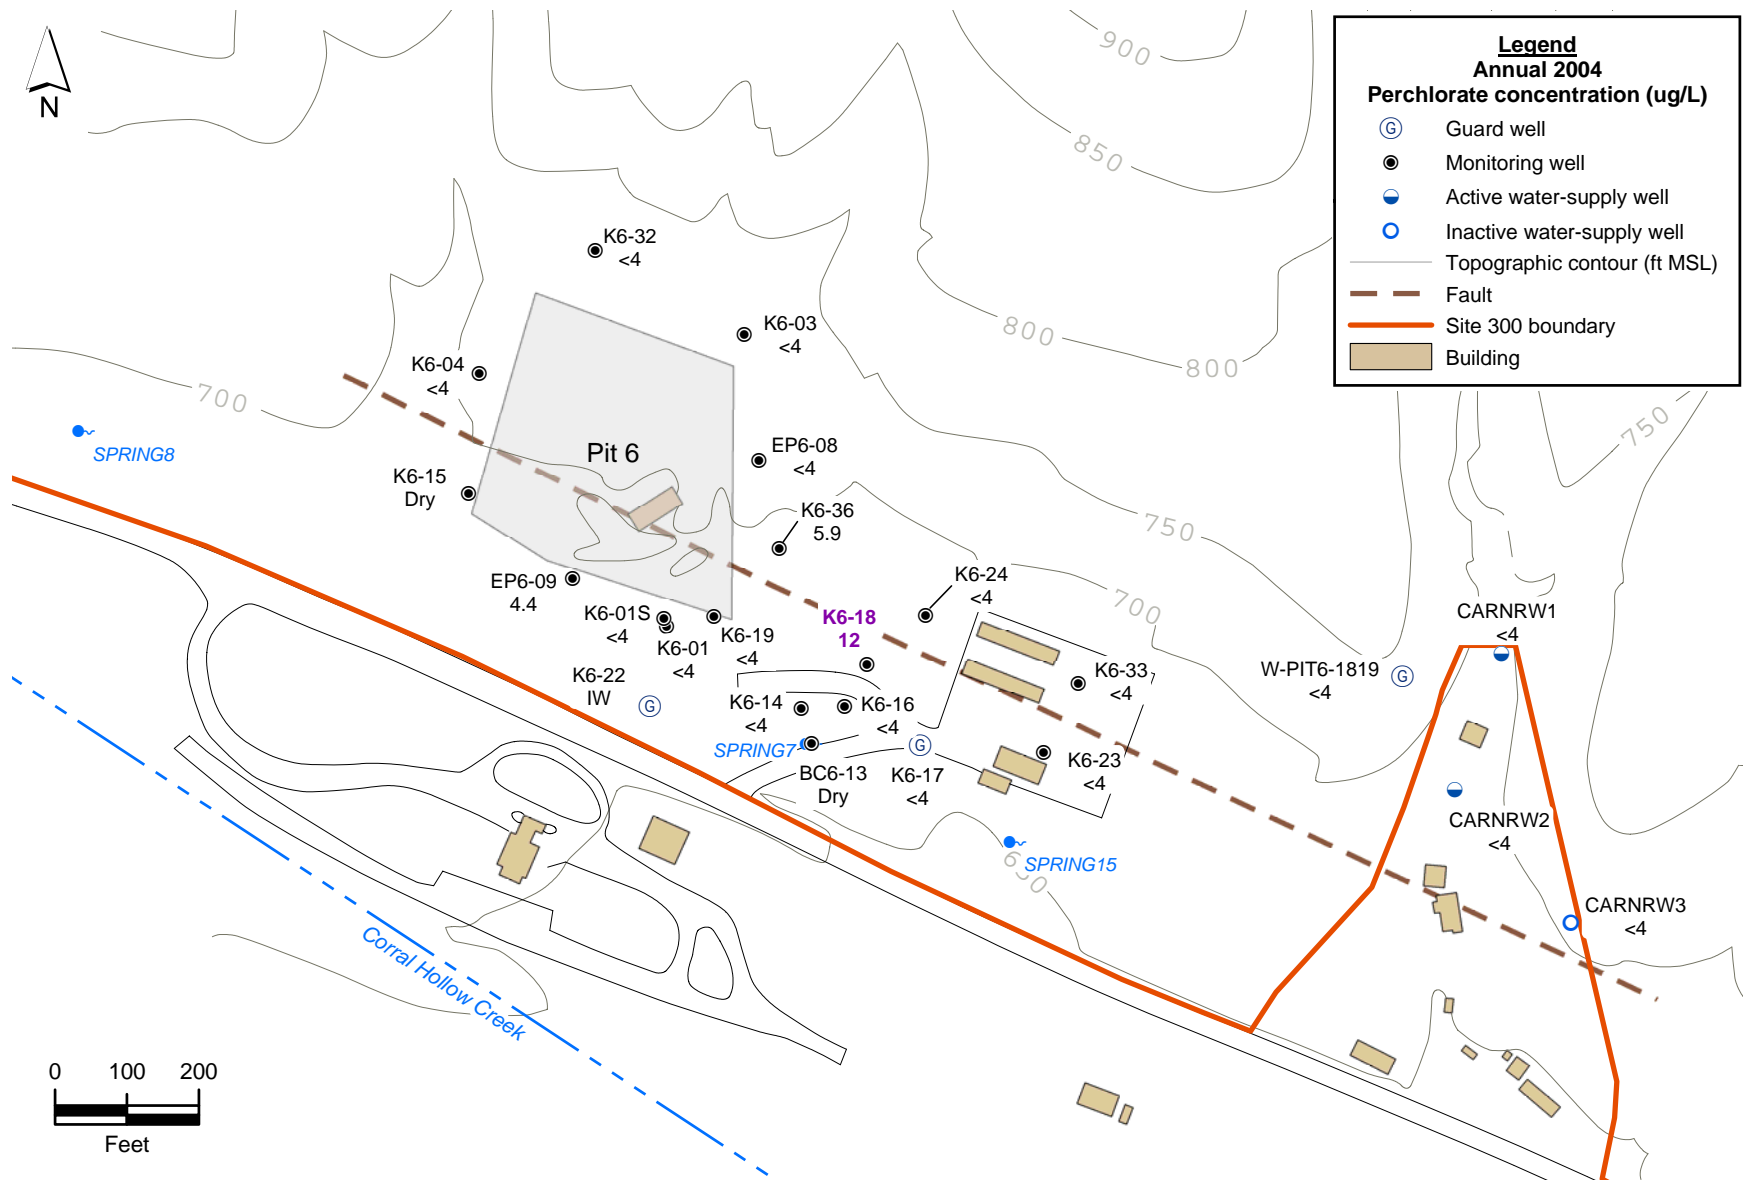 Legend
Annual 2004
Perchlorate concentration (ug/L)
Guard well
Monitoring well
Active water-supply well
Inactive water-supply well
Topographic contour (ft MSL)
Fault
Site 300 boundary
Building
G
N
900
850
800
800
750
750
700
700
650
K6-32
<4
K6-03
<4
K6-04
<4
Pit 6
EP6-08
<4
K6-15
Dry
K6-36
5.9
EP6-09
4.4
K6-01S
<4
K6-01
<4
K6-19
<4
K6-18
12
K6-24
<4
K6-22
IW
G
K6-14
<4
K6-16
<4
K6-33
<4
K6-23
<4
BC6-13
Dry
G
K6-17
<4
W-PIT6-1819
<4
G
CARNRW1
<4
CARNRW2
<4
CARNRW3
<4
SPRING8
SPRING7
SPRING15
Corral Hollow Creek
0 100 200
Feet